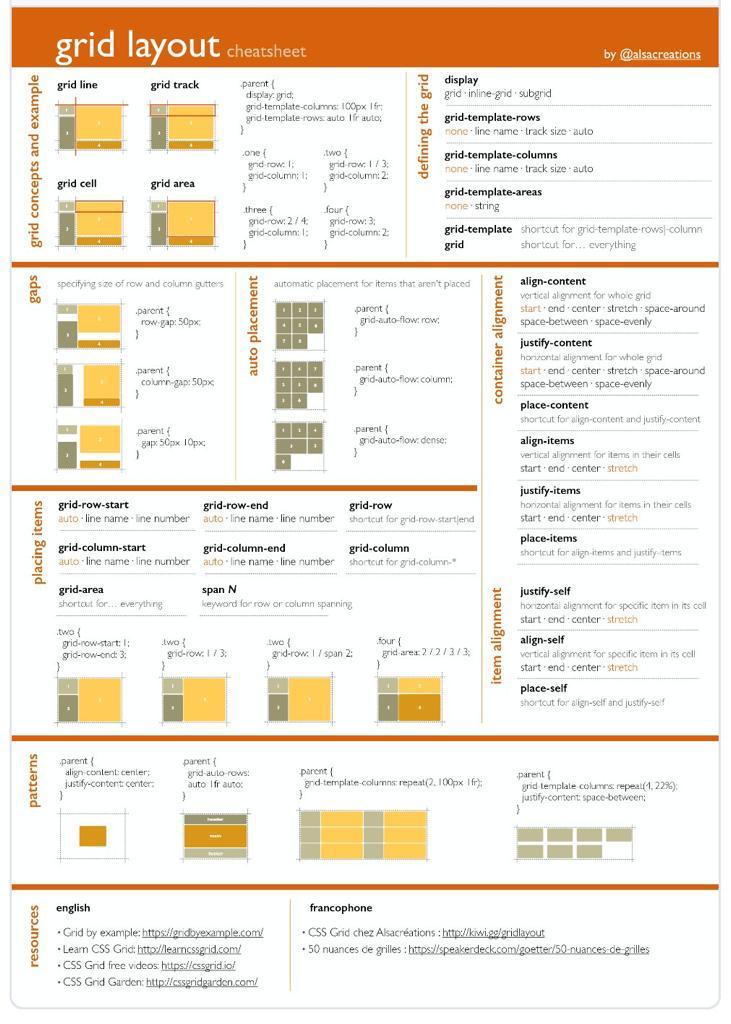 grid layout cheatsheet
by @alsacreations
grid concepts and example
grid line
grid track
grid cell
grid area
.parent {
display: grid;
grid-template-columns: 100px 1fr;
grid-template-rows: auto 1fr auto;
}
.one {
grid-row: 1;
grid-column: 1;
}
.two {
grid-row: 1 / 3;
grid-column: 2;
}
.three {
grid-row: 2 / 4;
grid-column: 1;
}
.four {
grid-row: 3;
grid-column: 2;
}
defining the grid
display
grid · inline-grid · subgrid
grid-template-rows
none · line name · track size · auto
grid-template-columns
none · line name · track size · auto
grid-template-areas
none · string
grid-template shortcut for grid-template-rows|-column
grid shortcut for... everything
gaps
specifying size of row and column gutters
.parent {
row-gap: 50px;
}
.parent {
column-gap: 50px;
}
.parent {
gap: 50px 10px;
}
auto placement
automatic placement for items that aren't placed
.parent {
grid-auto-flow: row;
}
.parent {
grid-auto-flow: column;
}
.parent {
grid-auto-flow: dense;
}
container alignment
align-content
vertical alignment for whole grid
start · end · center · stretch · space-around
space-between · space-evenly
justify-content
horizontal alignment for whole grid
start · end · center · stretch · space-around
space-between · space-evenly
place-content
shortcut for align-content and justify-content
align-items
vertical alignment for items in their cells
start · end · center · stretch
justify-items
horizontal alignment for items in their cells
start · end · center · stretch
place-items
shortcut for align-items and justify-items
placing items
grid-row-start
auto · line name · line number
grid-row-end
auto · line name · line number
grid-row
shortcut for grid-row-start|end
grid-column-start
auto · line name · line number
grid-column-end
auto · line name · line number
grid-column
shortcut for grid-column-*
grid-area
shortcut for... everything
span N
keyword for row or column spanning
.two {
grid-row-start: 1;
grid-row-end: 3;
}
.two {
grid-row: 1 / 3;
}
.two {
grid-row: 1 / span 2;
}
.four {
grid-area: 2 / 2 / 3 / 3;
}
item alignment
justify-self
horizontal alignment for specific item in its cell
start · end · center · stretch
align-self
vertical alignment for specific item in its cell
start · end · center · stretch
place-self
shortcut for align-self and justify-self
patterns
.parent {
align-content: center;
justify-content: center;
}
.parent {
grid-auto-rows:
auto 1fr auto;
}
.parent {
grid-template-columns: repeat(2, 100px 1fr);
}
.parent {
grid-template-columns: repeat(4, 22%);
justify-content: space-between;
}
resources
english
• Grid by example: https://gridbyexample.com/
• Learn CSS Grid: http://learncssgrid.com/
• CSS Grid free videos: https://cssgrid.io/
• CSS Grid Garden: http://cssgridgarden.com/
francophone
• CSS Grid chez Alsacréations : http://kiwi.gg/gridlayout
• 50 nuances de grilles : https://speakerdeck.com/goetter/50-nuances-de-grilles